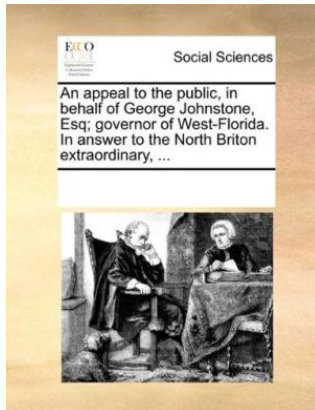 ECCO
Social Sciences
An appeal to the public, in
behalf of George Johnstone,
Esq; governor of West-Florida.
In answer to the North Briton
extraordinary, ...